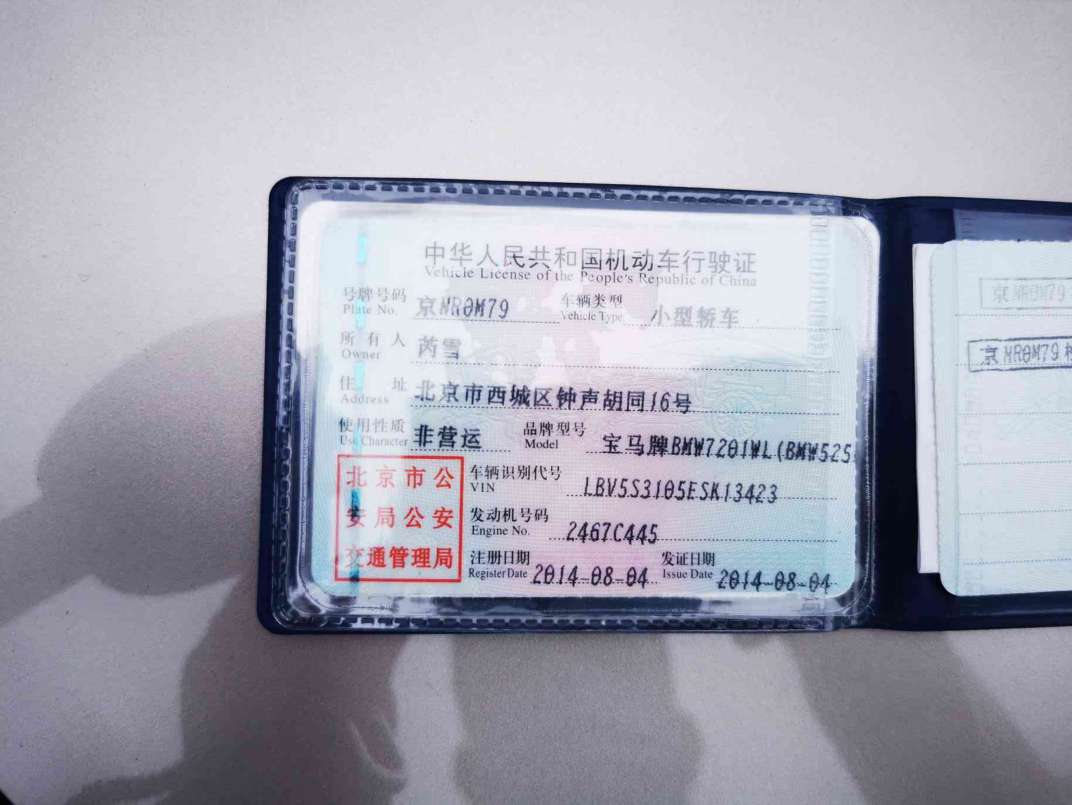 中华人民共和国机动车行驶证
Vehicle License of the People's Republic of China
号牌号码 京NR0M79 车辆类型 小型轿车
Plate No. Vehicle Type
所有人 芮雪
Owner
住址 北京市西城区钟声胡同16号
Address
使用性质 非营运 品牌型号 宝马牌BMW7201WL(BMW525
Use Character Model
北京市公
安局公安
交通管理局
车辆识别代号 LBV5S3105ESK13423
VIN
发动机号码 2467C445
Engine No.
注册日期 2014-08-04 发证日期 2014-08-04
Register Date Issue Date
京NR0M79
京NR0M79